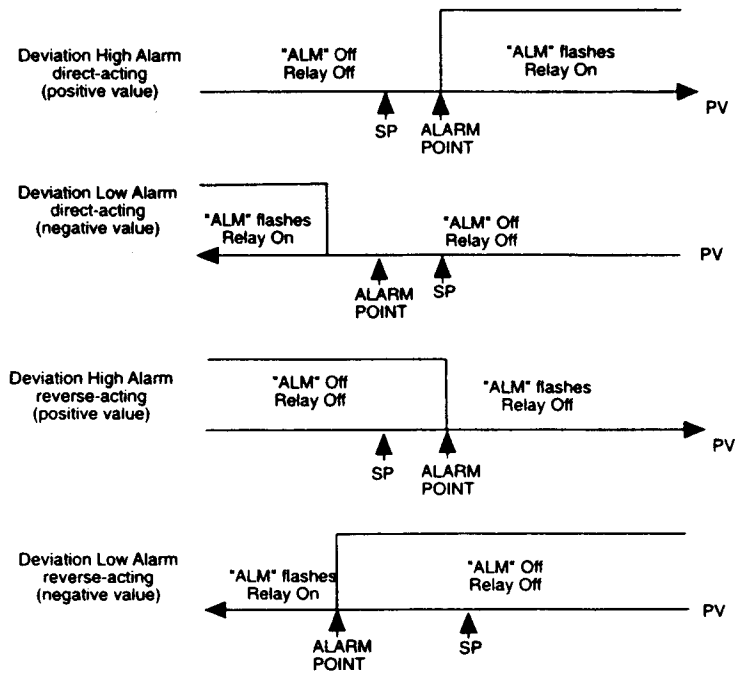 Deviation High Alarm
direct-acting
(positive value)
"ALM" Off
Relay Off
"ALM" flashes
Relay On
PV
SP
ALARM
POINT
Deviation Low Alarm
direct-acting
(negative value)
"ALM" flashes
Relay On
"ALM" Off
Relay Off
PV
ALARM
POINT
SP
Deviation High Alarm
reverse-acting
(positive value)
"ALM" Off
Relay Off
"ALM" flashes
Relay Off
PV
SP
ALARM
POINT
Deviation Low Alarm
reverse-acting
(negative value)
"ALM" flashes
Relay On
"ALM" Off
Relay Off
PV
ALARM
POINT
SP